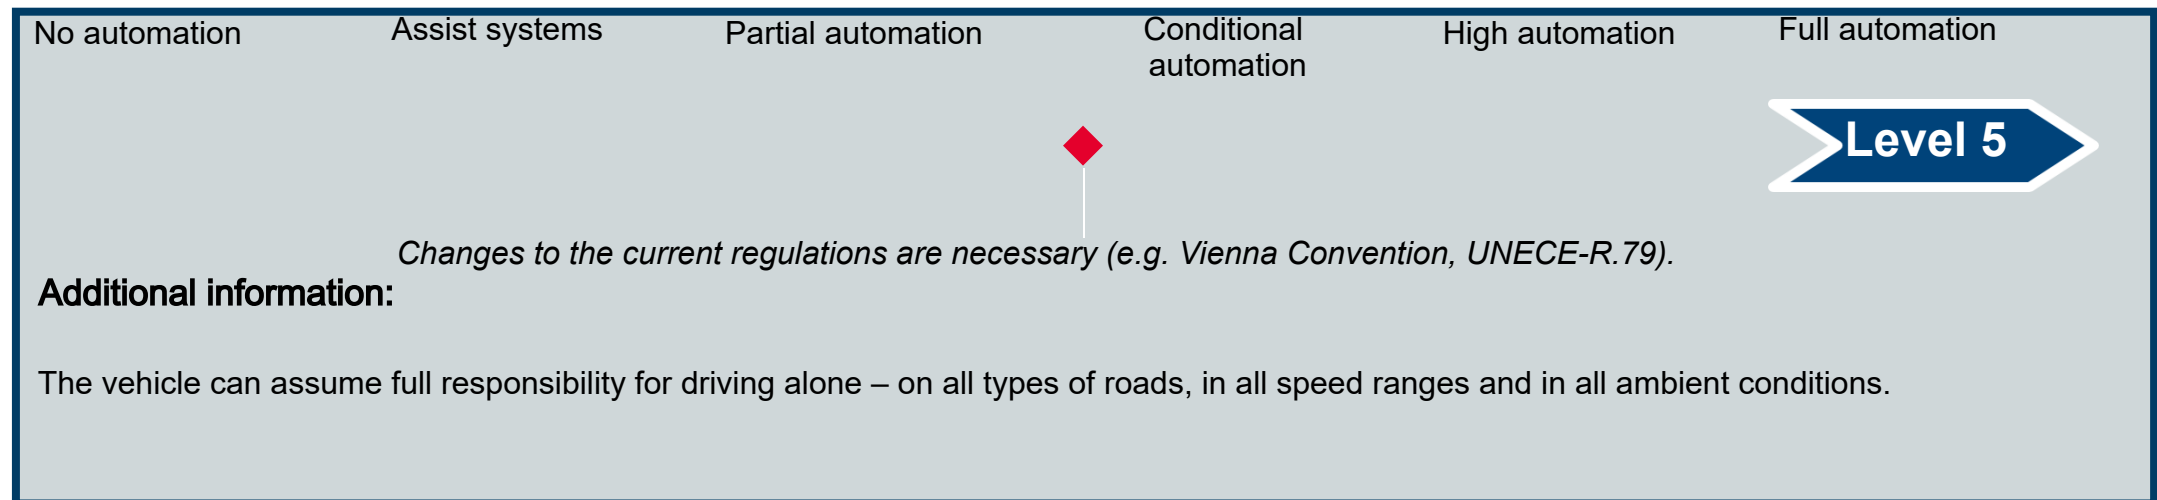 No automation
Assist systems
Partial automation
Conditional
automation
High automation
Full automation
Level 5
Changes to the current regulations are necessary (e.g. Vienna Convention, UNECE-R.79).
Additional information:
The vehicle can assume full responsibility for driving alone – on all types of roads, in all speed ranges and in all ambient conditions.